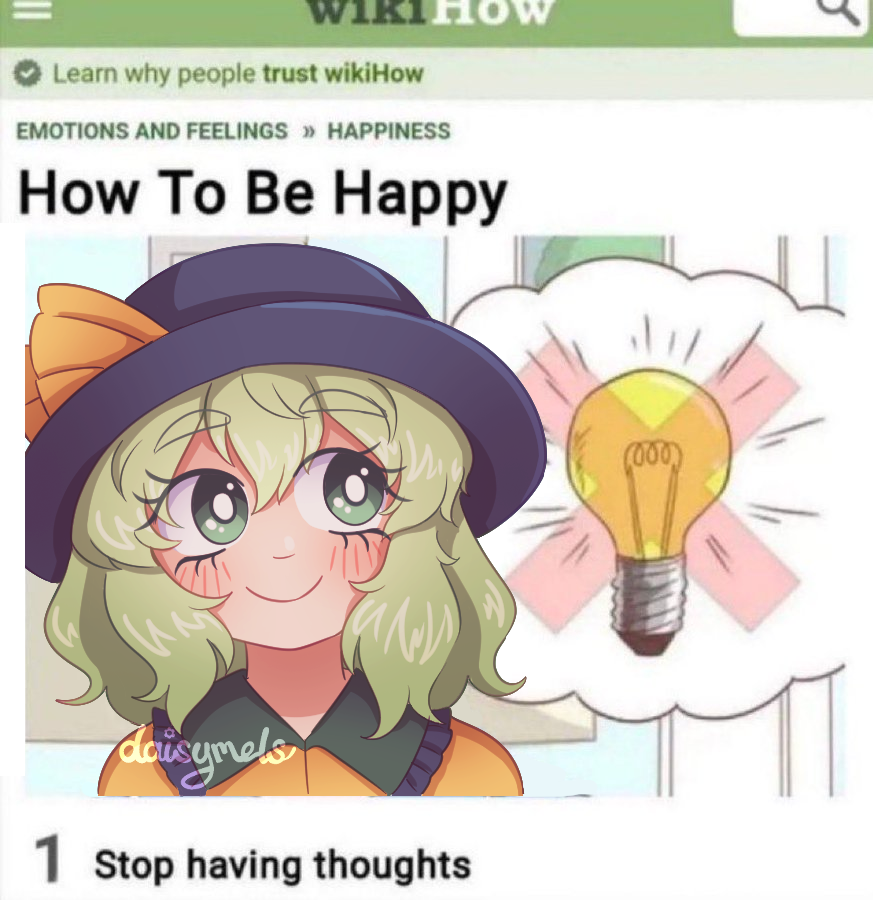 wikiHow
Learn why people trust wikiHow
EMOTIONS AND FEELINGS » HAPPINESS
How To Be Happy
daisymels
1 Stop having thoughts